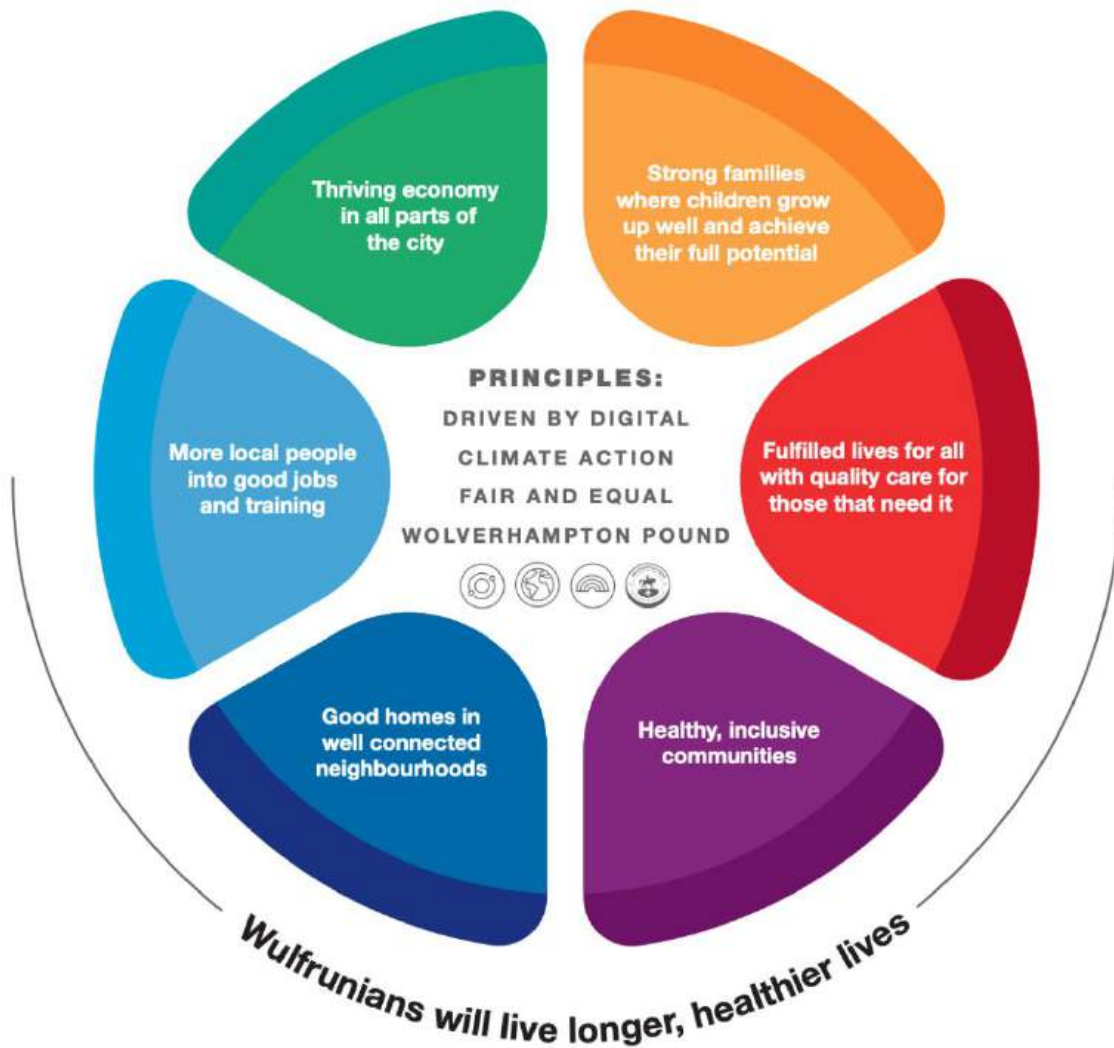 Thriving economy
in all parts of
the city
Strong families
where children grow
up well and achieve
their full potential
More local people
into good jobs
and training
PRINCIPLES:
DRIVEN BY DIGITAL
CLIMATE ACTION
FAIR AND EQUAL
WOLVERHAMPTON POUND
Fulfilled lives for all
with quality care for
those that need it
Good homes in
well connected
neighbourhoods
Healthy, inclusive
communities
Wulfrunians will live longer, healthier lives